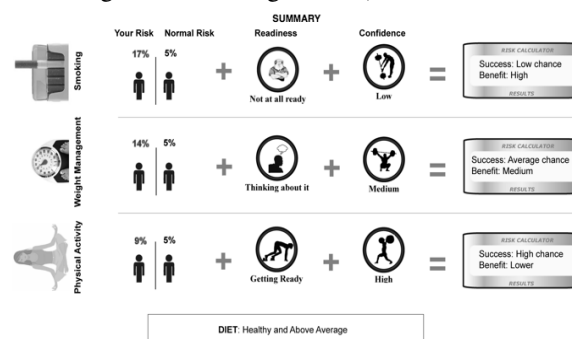 SUMMARY
Your Risk Normal Risk Readiness Confidence
Smoking
17% 5%
Not at all ready
Low
RISK CALCULATOR
Success: Low chance
Benefit: High
RESULTS
Weight Management
14% 5%
Thinking about it
Medium
RISK CALCULATOR
Success: Average chance
Benefit: Medium
RESULTS
Physical Activity
9% 5%
Getting Ready
High
RISK CALCULATOR
Success: High chance
Benefit: Lower
RESULTS
DIET: Healthy and Above Average